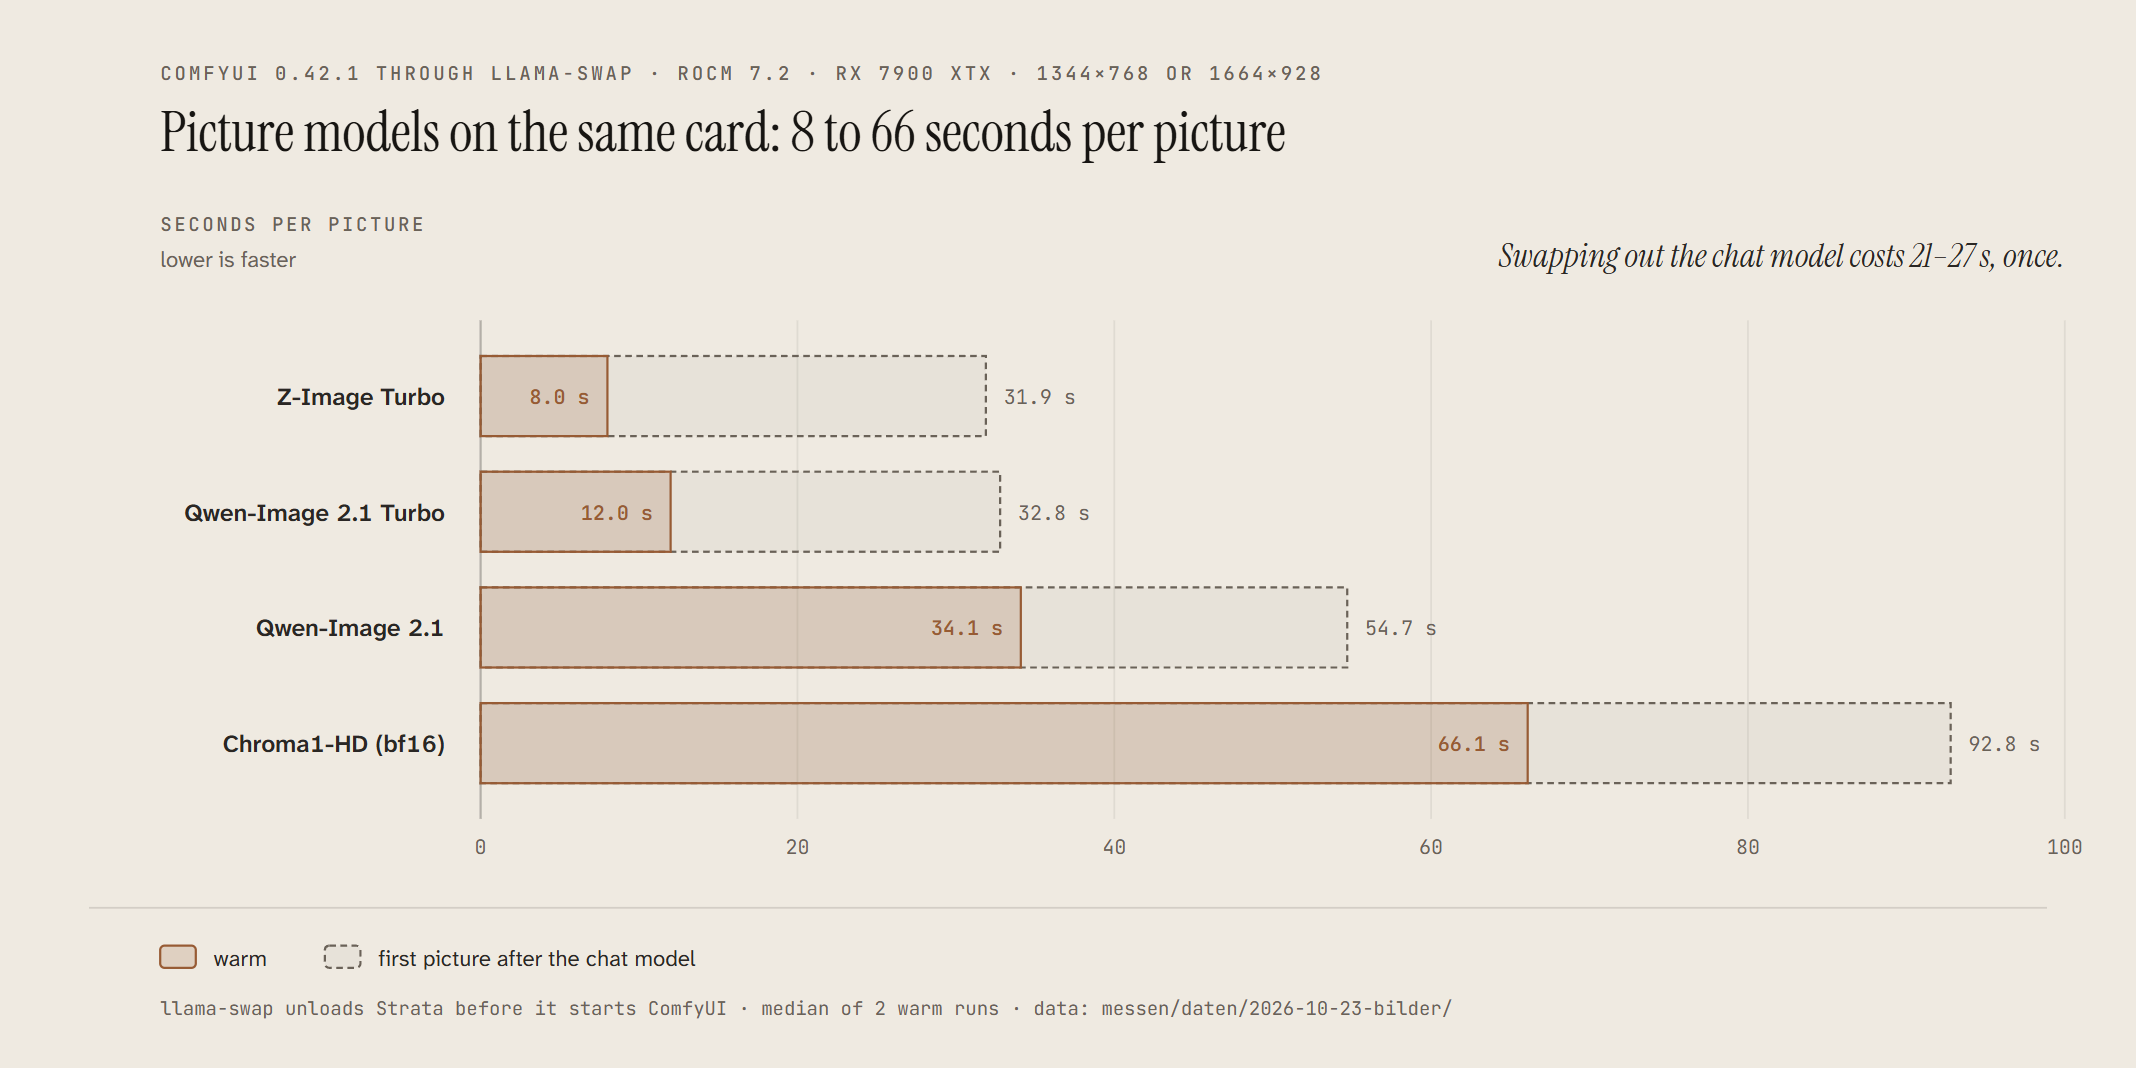 COMFYUI 0.42.1 THROUGH LLAMA-SWAP · ROCM 7.2 · RX 7900 XTX · 1344×768 OR 1664×928
Picture models on the same card: 8 to 66 seconds per picture
SECONDS PER PICTURE
lower is faster
Swapping out the chat model costs 21–27 s, once.
Z-Image Turbo
8.0 s
31.9 s
Qwen-Image 2.1 Turbo
12.0 s
32.8 s
Qwen-Image 2.1
34.1 s
54.7 s
Chroma1-HD (bf16)
66.1 s
92.8 s
0 20 40 60 80 100
warm
first picture after the chat model
llama-swap unloads Strata before it starts ComfyUI · median of 2 warm runs · data: messen/daten/2026-10-23-bilder/